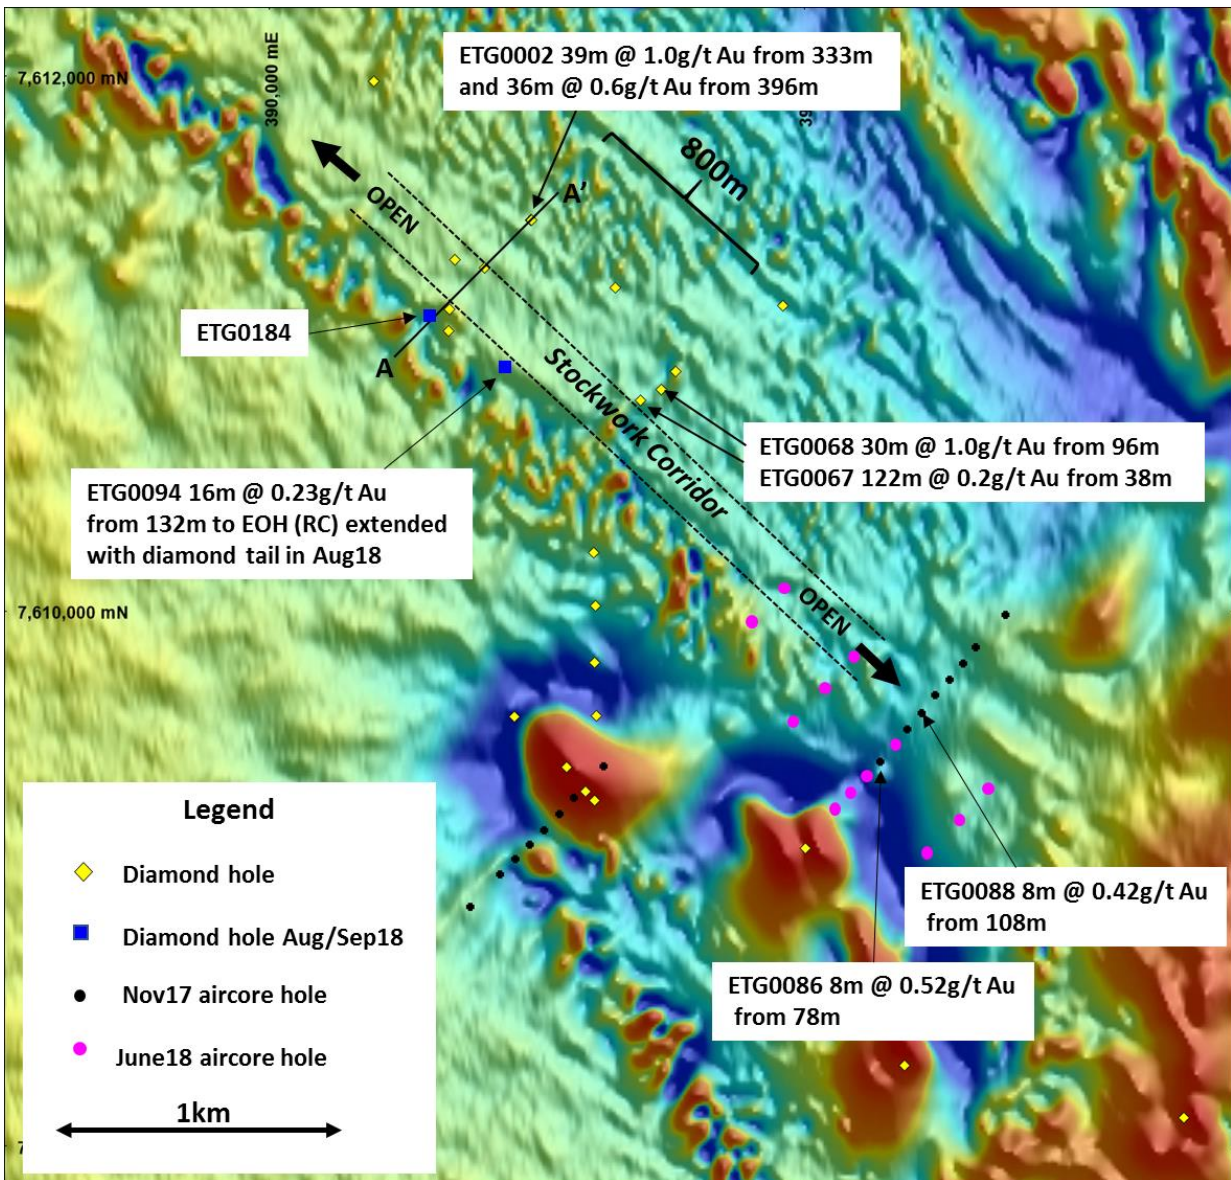 ETG0002 39m @ 1.0g/t Au from 333m
and 36m @ 0.6g/t Au from 396m
7,612,000 mN
390,000 mE
800m
OPEN
A'
ETG0184
A
Stockwork Corridor
ETG0068 30m @ 1.0g/t Au from 96m
ETG0067 122m @ 0.2g/t Au from 38m
ETG0094 16m @ 0.23g/t Au
from 132m to EOH (RC) extended
with diamond tail in Aug18
7,610,000 mN
OPEN
Legend
Diamond hole
Diamond hole Aug/Sep18
Nov17 aircore hole
June18 aircore hole
1km
ETG0088 8m @ 0.42g/t Au
from 108m
ETG0086 8m @ 0.52g/t Au
from 78m